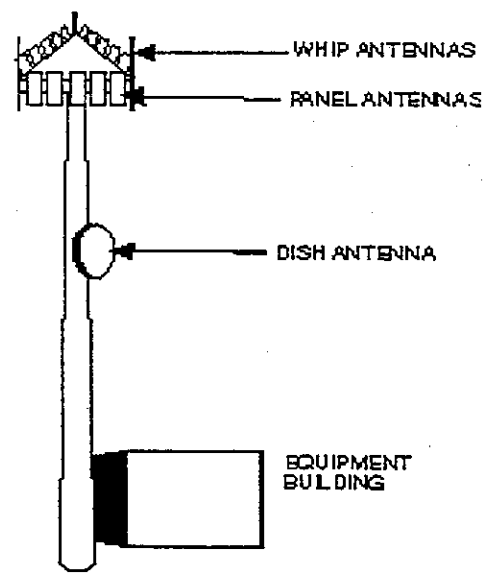 WHIP ANTENNAS
PANEL ANTENNAS
DISH ANTENNA
EQUIPMENT
BUILDING